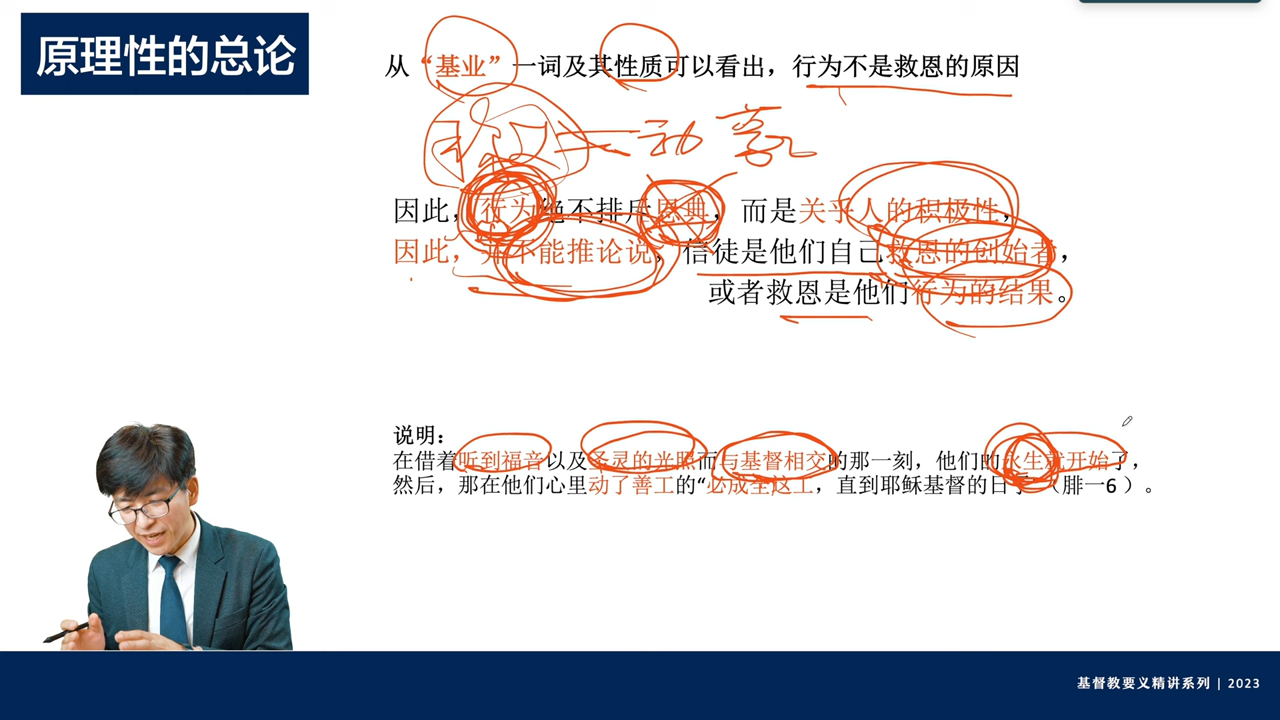 原理性的总论
从“基业”一词及其性质可以看出，行为不是救恩的原因
因此，行为绝不排斥恩典，而是关乎人的积极性，
因此，并不能推论说，信徒是他们自己救恩的创始者，
或者救恩是他们行为的结果。
说明：
在借着听到福音以及圣灵的光照而与基督相交的那一刻，他们的永生就开始了，
然后，那在他们心里动了善工的“必成全这工，直到耶稣基督的日子（腓一6）。
基督教要义精讲系列 | 2023